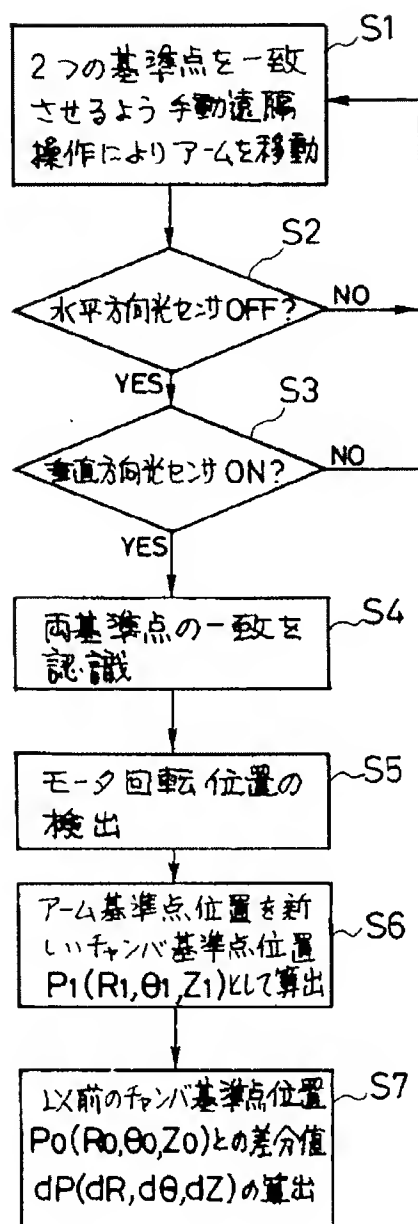 S1
2つの基準点を一致
させるよう手動遠隔
操作によりアームを移動
S2
水平方向光センサOFF?
NO
YES
S3
垂直方向光センサON?
NO
YES
S4
両基準点の一致を
認識
S5
モータ回転位置の
検出
S6
アーム基準点位置を新
しいチャンバ基準点位置
P1(R1,θ1,Z1)として算出
S7
以前のチャンバ基準点位置
P0(R0,θ0,Z0)との差分値
dP(dR,dθ,dZ)の算出